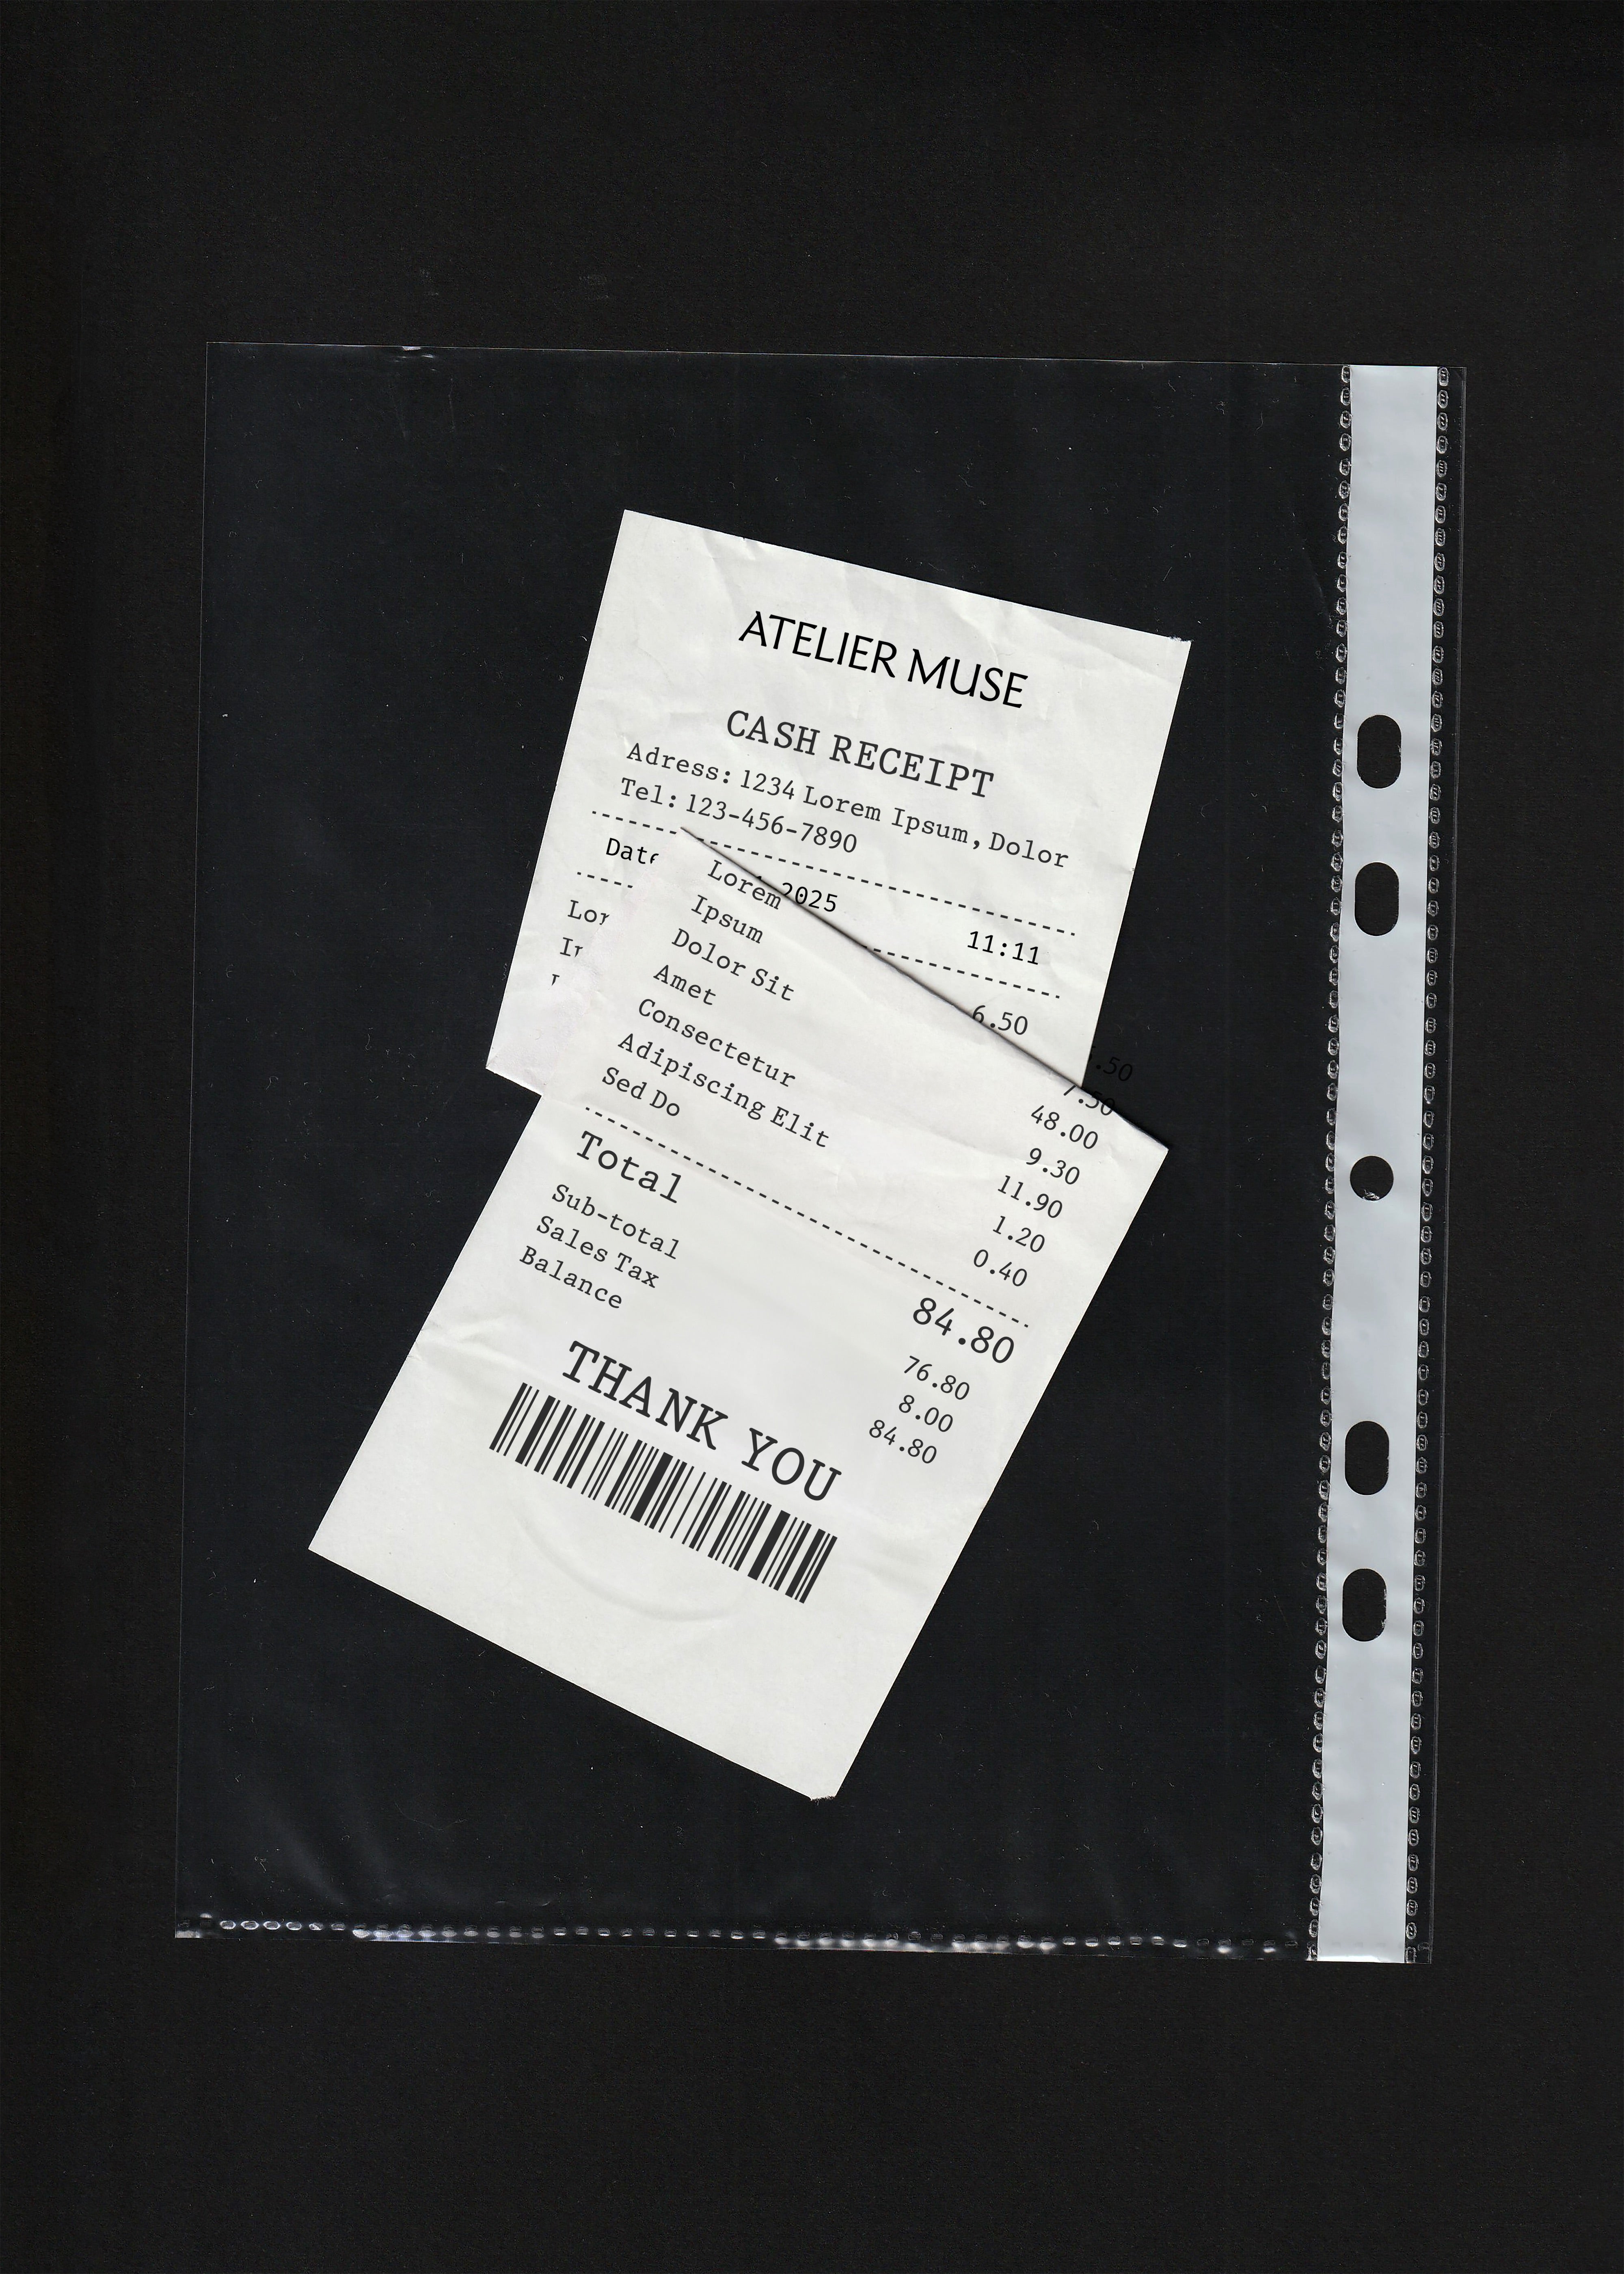 ATELIER MUSE
CASH RECEIPT
Adress: 1234 Lorem Ipsum, Dolor
Tel: 123-456-7890
2025 11:11
6.50
Lorem
Ipsum
Dolor Sit 48.00
Amet 9.30
Consectetur 11.90
Adipiscing Elit 1.20
Sed Do 0.40
Total 84.80
Sub-total 76.80
Sales Tax 8.00
Balance 84.80
THANK YOU